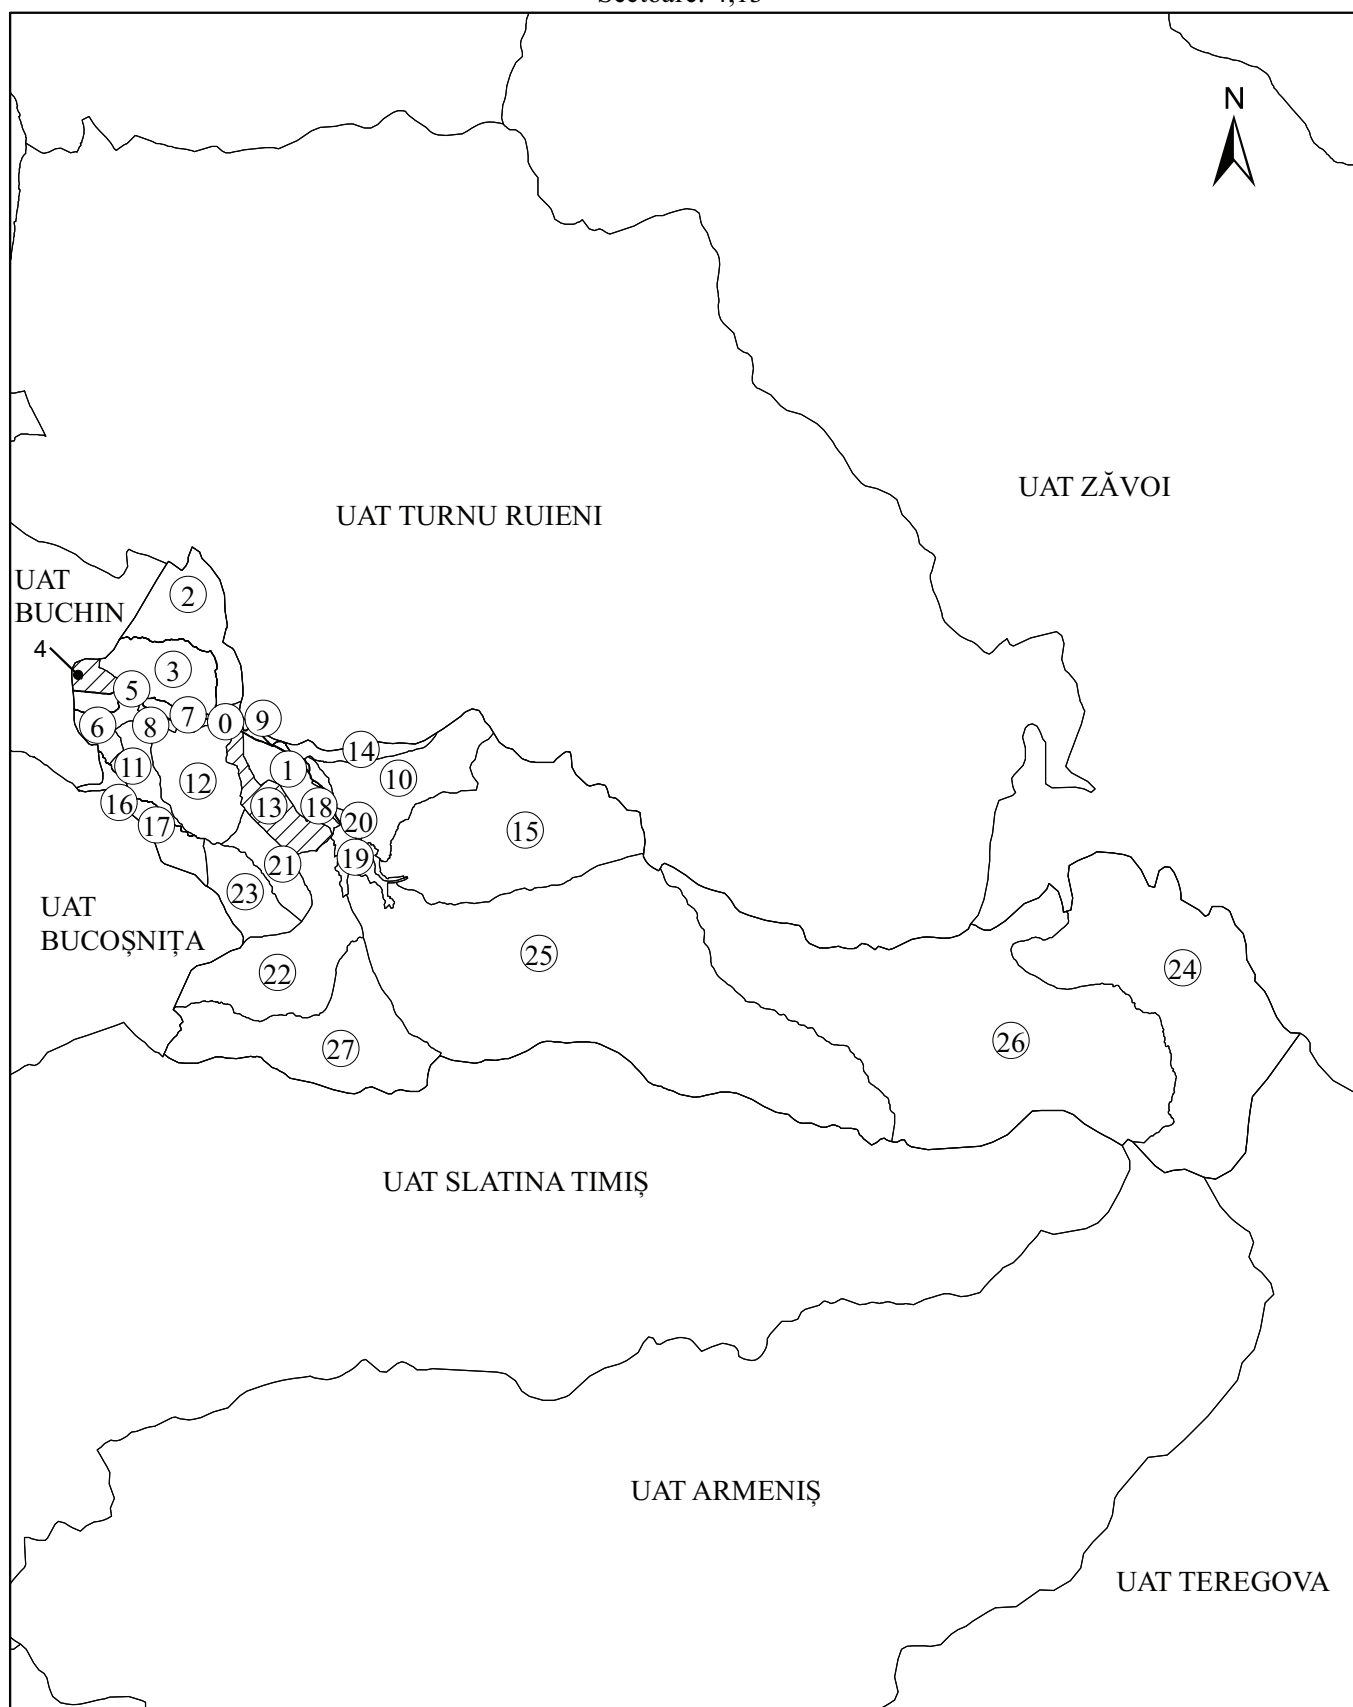 Sectoare: 4,13
N
UAT ZĂVOI
UAT TURNU RUIENI
UAT
BUCHIN
2
4
3
5
6
8
7
0
9
14
1
10
11
12
16
13
18
17
20
15
19
21
23
UAT
BUCOȘNIȚA
25
22
24
26
27
UAT SLATINA TIMIȘ
UAT ARMENIȘ
UAT TEREGOVA